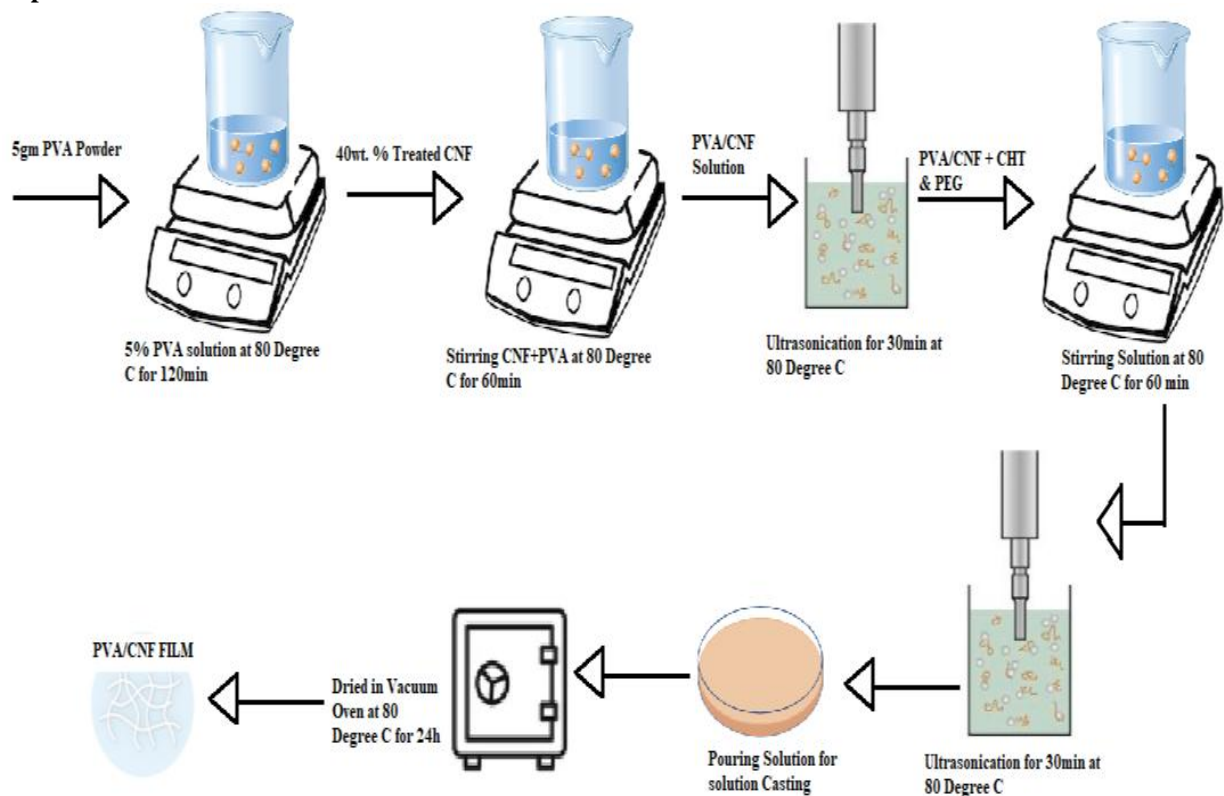 5gm PVA Powder
5% PVA solution at 80 Degree
C for 120min
40wt. % Treated CNF
Stirring CNF+PVA at 80 Degree
C for 60min
PVA/CNF
Solution
Ultrasonication for 30min at
80 Degree C
PVA/CNF + CHT
& PEG
Stirring Solution at 80
Degree C for 60 min
Ultrasonication for 30min at
80 Degree C
Pouring Solution for
solution Casting
Dried in Vacuum
Oven at 80
Degree C for 24h
PVA/CNF FILM